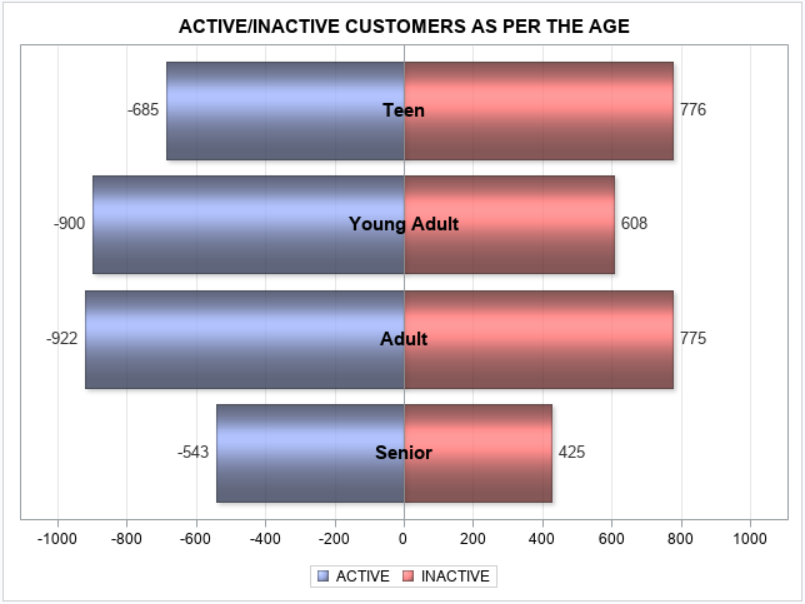 ACTIVE/INACTIVE CUSTOMERS AS PER THE AGE
-685 Teen 776
-900 Young Adult 608
-922 Adult 775
-543 Senior 425
-1000 -800 -600 -400 -200 0 200 400 600 800 1000
ACTIVE INACTIVE